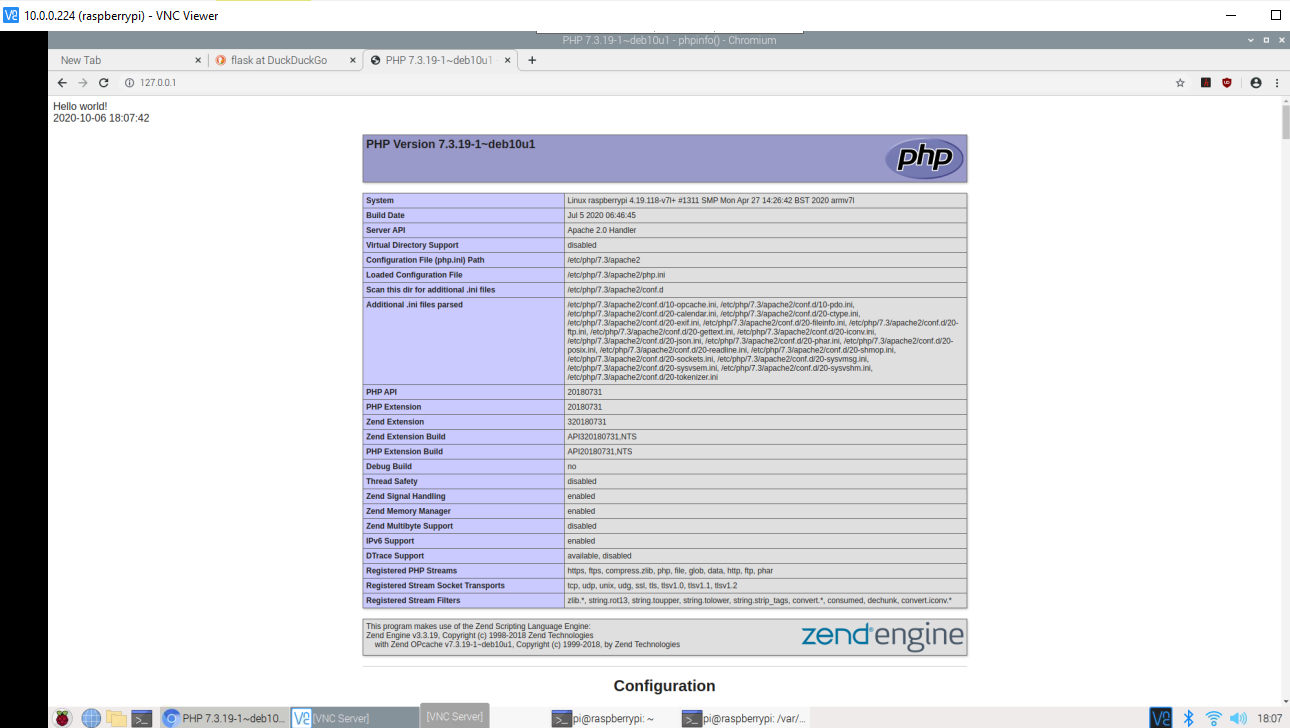 10.0.0.224 (raspberrypi) - VNC Viewer
PHP 7.3.19-1~deb10u1 - phpinfo() - Chromium
New Tab
flask at DuckDuckGo
PHP 7.3.19-1~deb10u1 -
127.0.0.1
Hello world!
2020-10-06 18:07:42
PHP Version 7.3.19-1~deb10u1
php
System Linux raspberrypi 4.19.118-v7l+ #1311 SMP Mon Apr 27 14:26:42 BST 2020 armv7l
Build Date Jul 5 2020 06:46:45
Server API Apache 2.0 Handler
Virtual Directory Support disabled
Configuration File (php.ini) Path /etc/php/7.3/apache2
Loaded Configuration File /etc/php/7.3/apache2/php.ini
Scan this dir for additional .ini files /etc/php/7.3/apache2/conf.d
Additional .ini files parsed /etc/php/7.3/apache2/conf.d/10-opcache.ini, /etc/php/7.3/apache2/conf.d/10-pdo.ini,
/etc/php/7.3/apache2/conf.d/20-calendar.ini, /etc/php/7.3/apache2/conf.d/20-ctype.ini,
/etc/php/7.3/apache2/conf.d/20-exif.ini, /etc/php/7.3/apache2/conf.d/20-fileinfo.ini, /etc/php/7.3/apache2/conf.d/20-
ftp.ini, /etc/php/7.3/apache2/conf.d/20-gettext.ini, /etc/php/7.3/apache2/conf.d/20-iconv.ini,
/etc/php/7.3/apache2/conf.d/20-json.ini, /etc/php/7.3/apache2/conf.d/20-phar.ini, /etc/php/7.3/apache2/conf.d/20-
posix.ini, /etc/php/7.3/apache2/conf.d/20-readline.ini, /etc/php/7.3/apache2/conf.d/20-shmop.ini,
/etc/php/7.3/apache2/conf.d/20-sockets.ini, /etc/php/7.3/apache2/conf.d/20-sysvmsg.ini,
/etc/php/7.3/apache2/conf.d/20-sysvsem.ini, /etc/php/7.3/apache2/conf.d/20-sysvshm.ini,
/etc/php/7.3/apache2/conf.d/20-tokenizer.ini
PHP API 20180731
PHP Extension 20180731
Zend Extension 320180731
Zend Extension Build API320180731,NTS
PHP Extension Build API20180731,NTS
Debug Build no
Thread Safety disabled
Zend Signal Handling enabled
Zend Memory Manager enabled
Zend Multibyte Support disabled
IPv6 Support enabled
DTrace Support available, disabled
Registered PHP Streams https, ftps, compress.zlib, php, file, glob, data, http, ftp, phar
Registered Stream Socket Transports tcp, udp, unix, udg, ssl, tls, tlsv1.0, tlsv1.1, tlsv1.2
Registered Stream Filters zlib.*, string.rot13, string.toupper, string.tolower, string.strip_tags, convert.*, consumed, dechunk, convert.iconv.*
This program makes use of the Zend Scripting Language Engine:
Zend Engine v3.3.19, Copyright (c) 1998-2018 Zend Technologies
with Zend OPcache v7.3.19-1~deb10u1, Copyright (c) 1999-2018, by Zend Technologies
zend engine
Configuration
PHP 7.3.19-1~deb10...
[VNC Server]
[VNC Server]
pi@raspberrypi: ~
pi@raspberrypi: /var/...
18:07